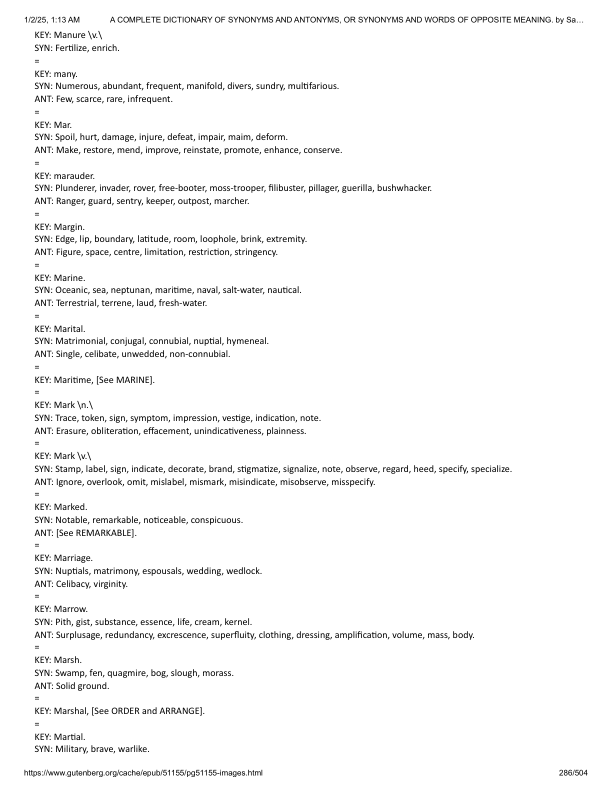 1/2/25, 1:13 AM A COMPLETE DICTIONARY OF SYNONYMS AND ANTONYMS, OR SYNONYMS AND WORDS OF OPPOSITE MEANING. by Sa…
KEY: Manure \v.\
SYN: Fertilize, enrich.
=
KEY: many.
SYN: Numerous, abundant, frequent, manifold, divers, sundry, multifarious.
ANT: Few, scarce, rare, infrequent.
=
KEY: Mar.
SYN: Spoil, hurt, damage, injure, defeat, impair, maim, deform.
ANT: Make, restore, mend, improve, reinstate, promote, enhance, conserve.
=
KEY: marauder.
SYN: Plunderer, invader, rover, free-booter, moss-trooper, filibuster, pillager, guerilla, bushwhacker.
ANT: Ranger, guard, sentry, keeper, outpost, marcher.
=
KEY: Margin.
SYN: Edge, lip, boundary, latitude, room, loophole, brink, extremity.
ANT: Figure, space, centre, limitation, restriction, stringency.
=
KEY: Marine.
SYN: Oceanic, sea, neptunan, maritime, naval, salt-water, nautical.
ANT: Terrestrial, terrene, laud, fresh-water.
=
KEY: Marital.
SYN: Matrimonial, conjugal, connubial, nuptial, hymeneal.
ANT: Single, celibate, unwedded, non-connubial.
=
KEY: Maritime, [See MARINE].
=
KEY: Mark \n.\
SYN: Trace, token, sign, symptom, impression, vestige, indication, note.
ANT: Erasure, obliteration, effacement, unindicativeness, plainness.
=
KEY: Mark \v.\
SYN: Stamp, label, sign, indicate, decorate, brand, stigmatize, signalize, note, observe, regard, heed, specify, specialize.
ANT: Ignore, overlook, omit, mislabel, mismark, misindicate, misobserve, misspecify.
=
KEY: Marked.
SYN: Notable, remarkable, noticeable, conspicuous.
ANT: [See REMARKABLE].
=
KEY: Marriage.
SYN: Nuptials, matrimony, espousals, wedding, wedlock.
ANT: Celibacy, virginity.
=
KEY: Marrow.
SYN: Pith, gist, substance, essence, life, cream, kernel.
ANT: Surplusage, redundancy, excrescence, superfluity, clothing, dressing, amplification, volume, mass, body.
=
KEY: Marsh.
SYN: Swamp, fen, quagmire, bog, slough, morass.
ANT: Solid ground.
=
KEY: Marshal, [See ORDER and ARRANGE].
=
KEY: Martial.
SYN: Military, brave, warlike.
https://www.gutenberg.org/cache/epub/51155/pg51155-images.html 286/504